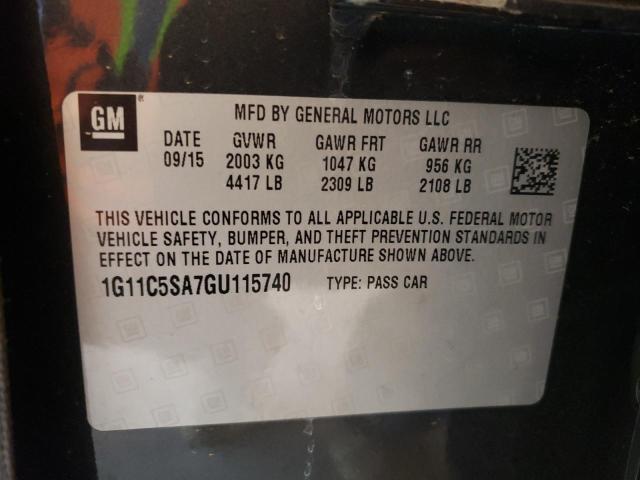 GM
MFD BY GENERAL MOTORS LLC
DATE GVWR GAWR FRT GAWR RR
09/15 2003 KG 1047 KG 956 KG
4417 LB 2309 LB 2108 LB
THIS VEHICLE CONFORMS TO ALL APPLICABLE U.S. FEDERAL MOTOR
VEHICLE SAFETY, BUMPER, AND THEFT PREVENTION STANDARDS IN
EFFECT ON THE DATE OF MANUFACTURE SHOWN ABOVE.
1G11C5SA7GU115740 TYPE: PASS CAR